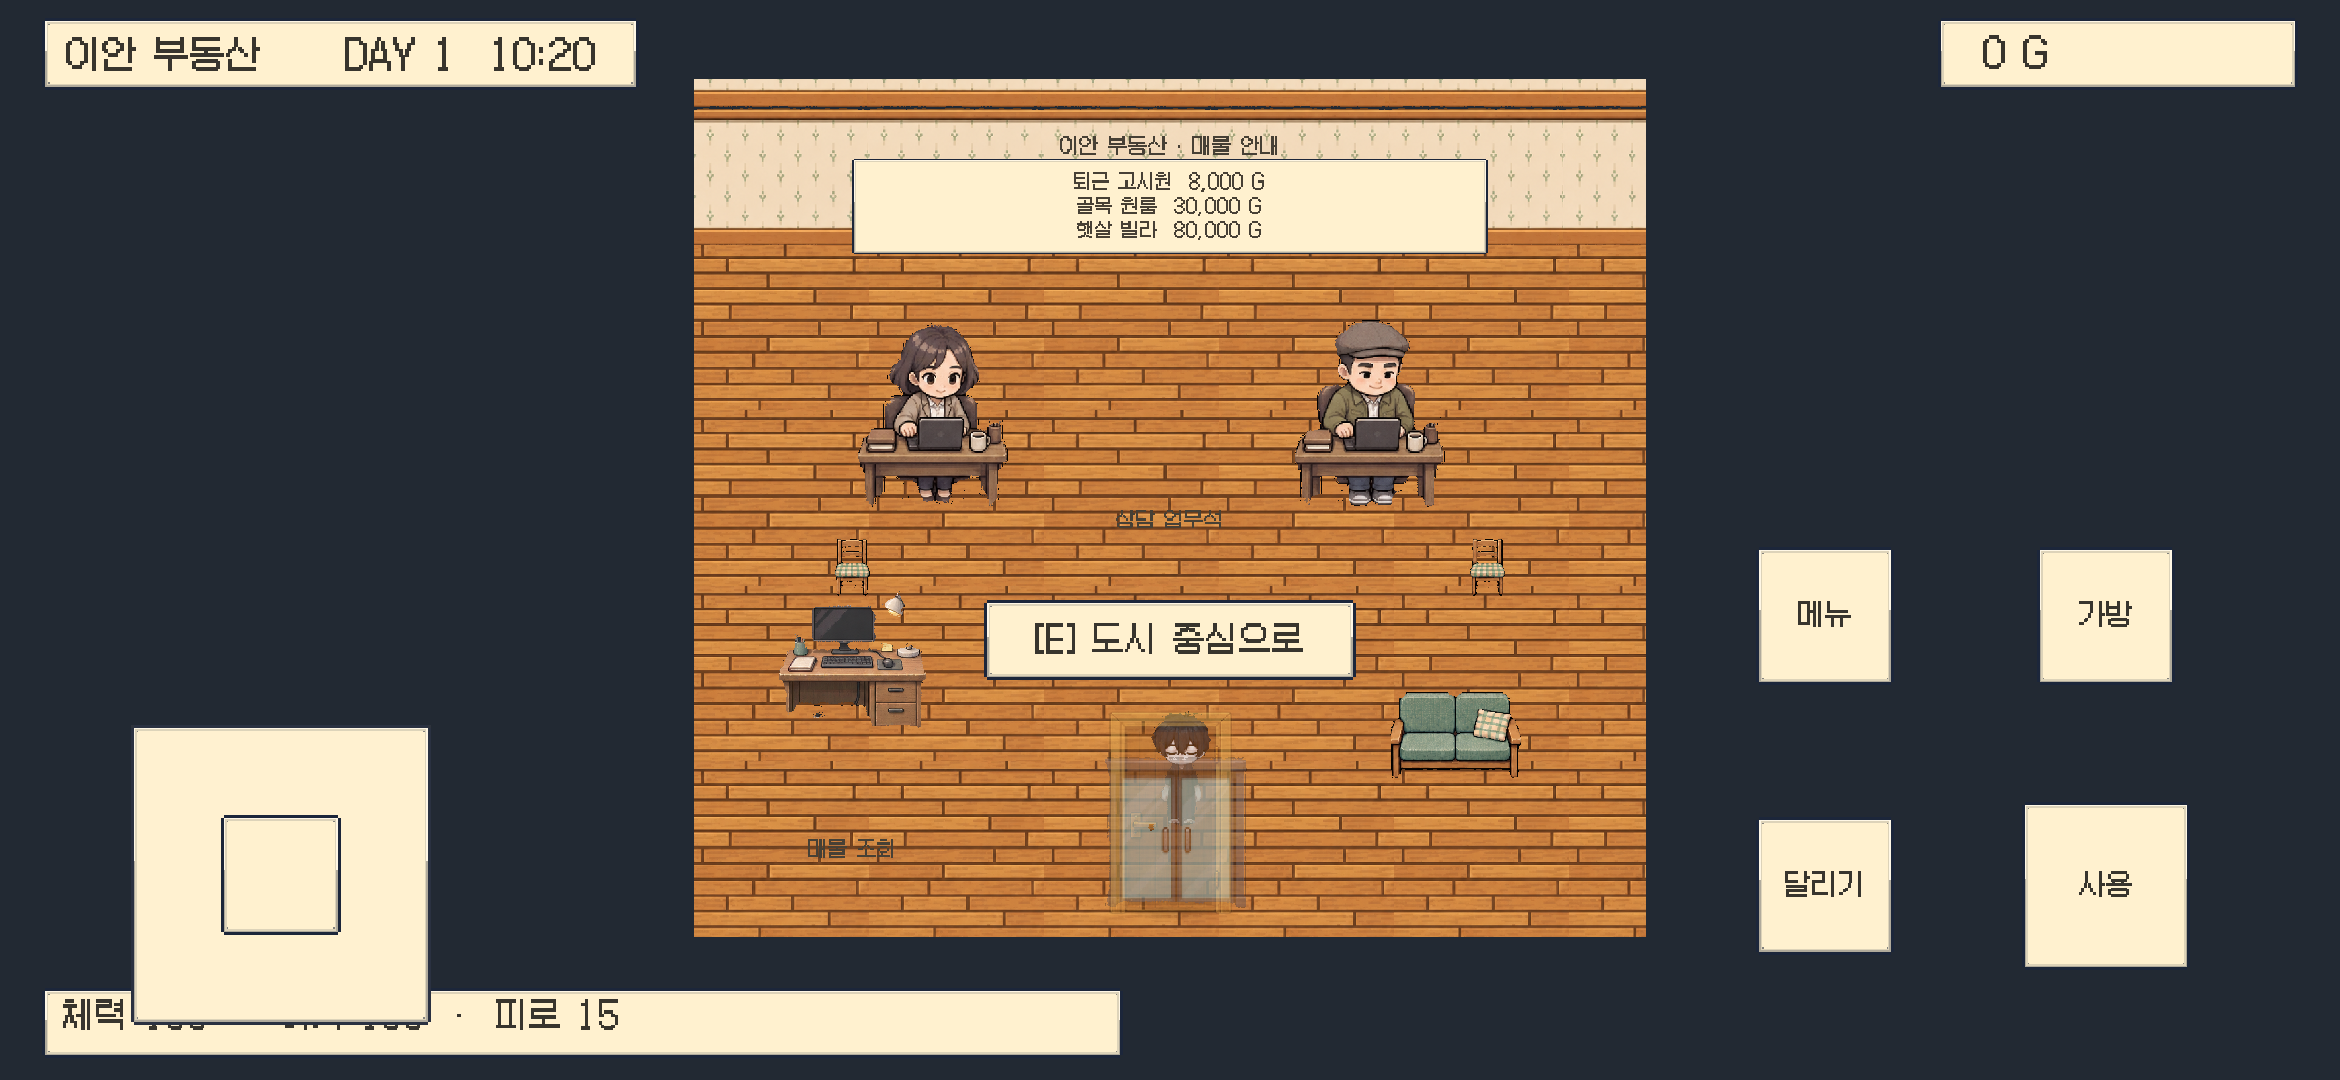 이안 부동산 DAY 1 10:20
0 G
이안 부동산 · 매물 안내
퇴근 고시원 8,000 G
골목 원룸 30,000 G
햇살 빌라 80,000 G
상담 업무석
[E] 도시 중심으로
메뉴
가방
매물 조회
달리기
사용
체력 · 피로 15